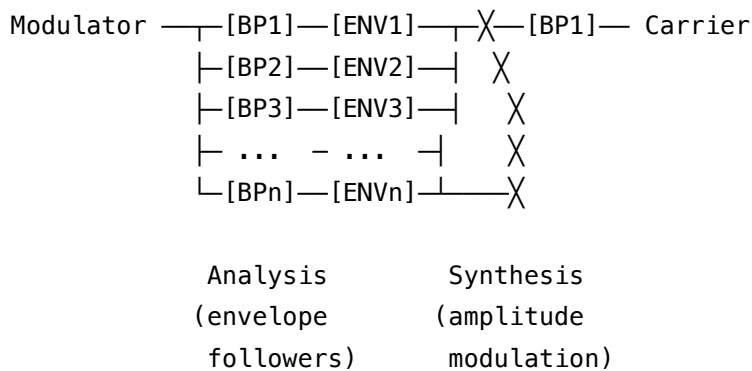 Modulator ─┬─[BP1]──[ENV1]─┬─╳──[BP1]── Carrier
├─[BP2]──[ENV2]──┤ ╳
├─[BP3]──[ENV3]──┤ ╳
├─ ... ─ ... ─┤ ╳
└─[BPn]──[ENVn]─┴────╳
Analysis Synthesis
(envelope (amplitude
followers) modulation)